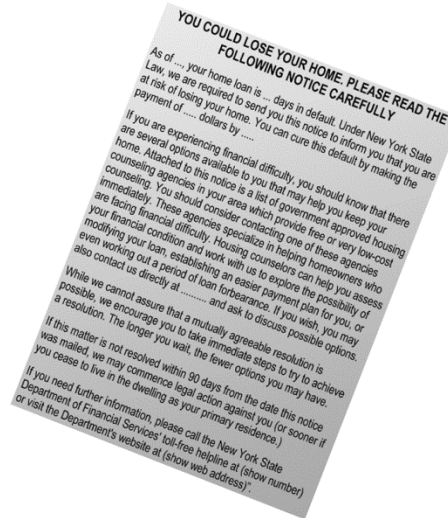 YOU COULD LOSE YOUR HOME. PLEASE READ THE
FOLLOWING NOTICE CAREFULLY
As of ..., your home loan is ... days in default. Under New York State
Law, we are required to send you this notice to inform you that you are
at risk of losing your home. You can cure this default by making the
payment of ..... dollars by .....
If you are experiencing financial difficulty, you should know that there
are several options available to you that may help you keep your
home. Attached to this notice is a list of government approved housing
counseling agencies in your area which provide free or very low-cost
counseling. You should consider contacting one of these agencies
immediately. These agencies specialize in helping homeowners who
are facing financial difficulty. Housing counselors can help you assess
your financial condition and work with us to explore the possibility of
modifying your loan, establishing an easier payment plan for you, or
even working out a period of loan forbearance. If you wish, you may
also contact us directly at.......... and ask to discuss possible options.
While we cannot assure that a mutually agreeable resolution is
possible, we encourage you to take immediate steps to try to achieve
a resolution. The longer you wait, the fewer options you may have.
If this matter is not resolved within 90 days from the date this notice
was mailed, we may commence legal action against you (or sooner if
you cease to live in the dwelling as your primary residence.)
If you need further information, please call the New York State
Department of Financial Services' toll-free helpline at (show number)
or visit the Department's website at (show web address)".